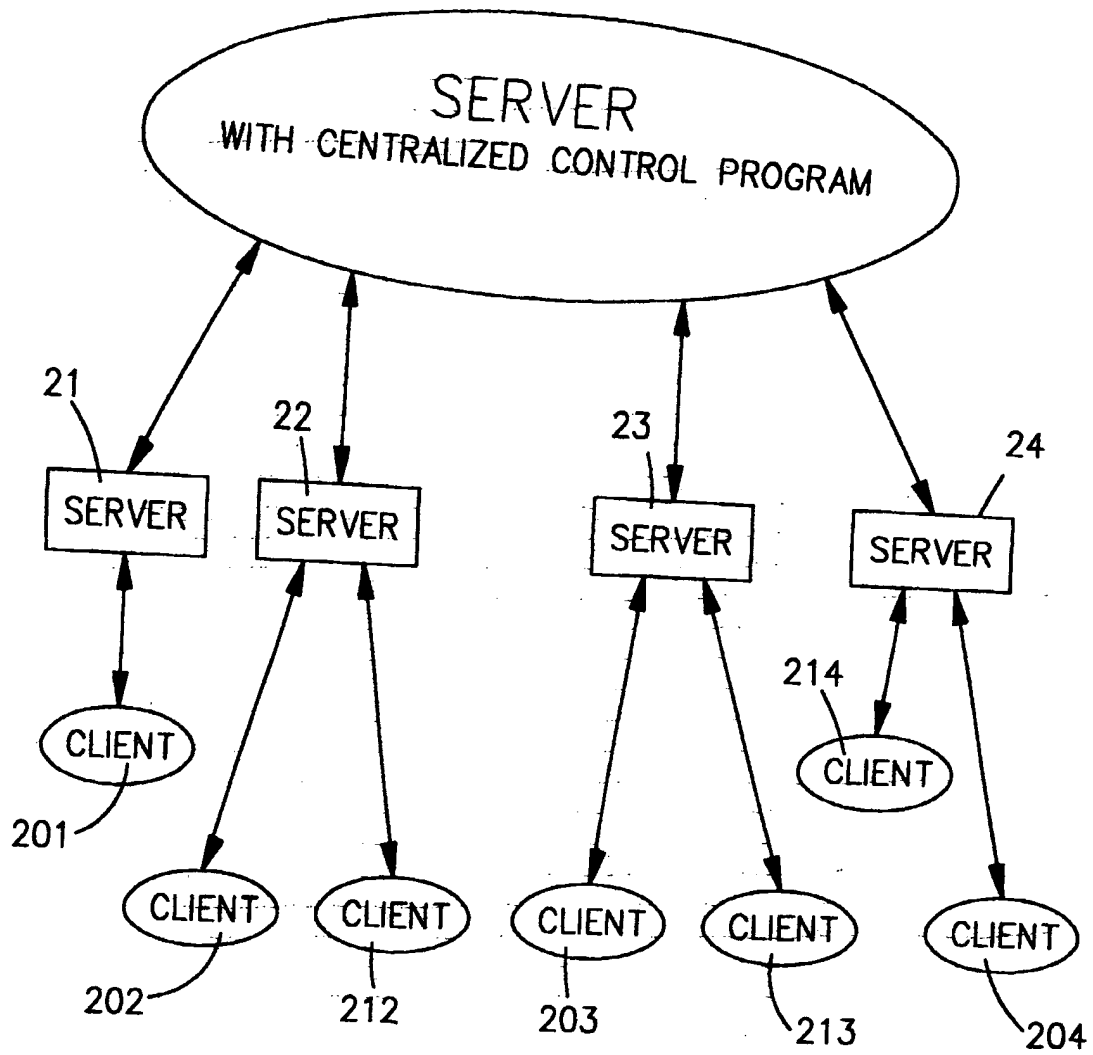 SERVER
WITH CENTRALIZED CONTROL PROGRAM
21
22
23
24
SERVER
SERVER
SERVER
SERVER
214
CLIENT
CLIENT
201
CLIENT
CLIENT
CLIENT
CLIENT
CLIENT
202
212
203
213
204